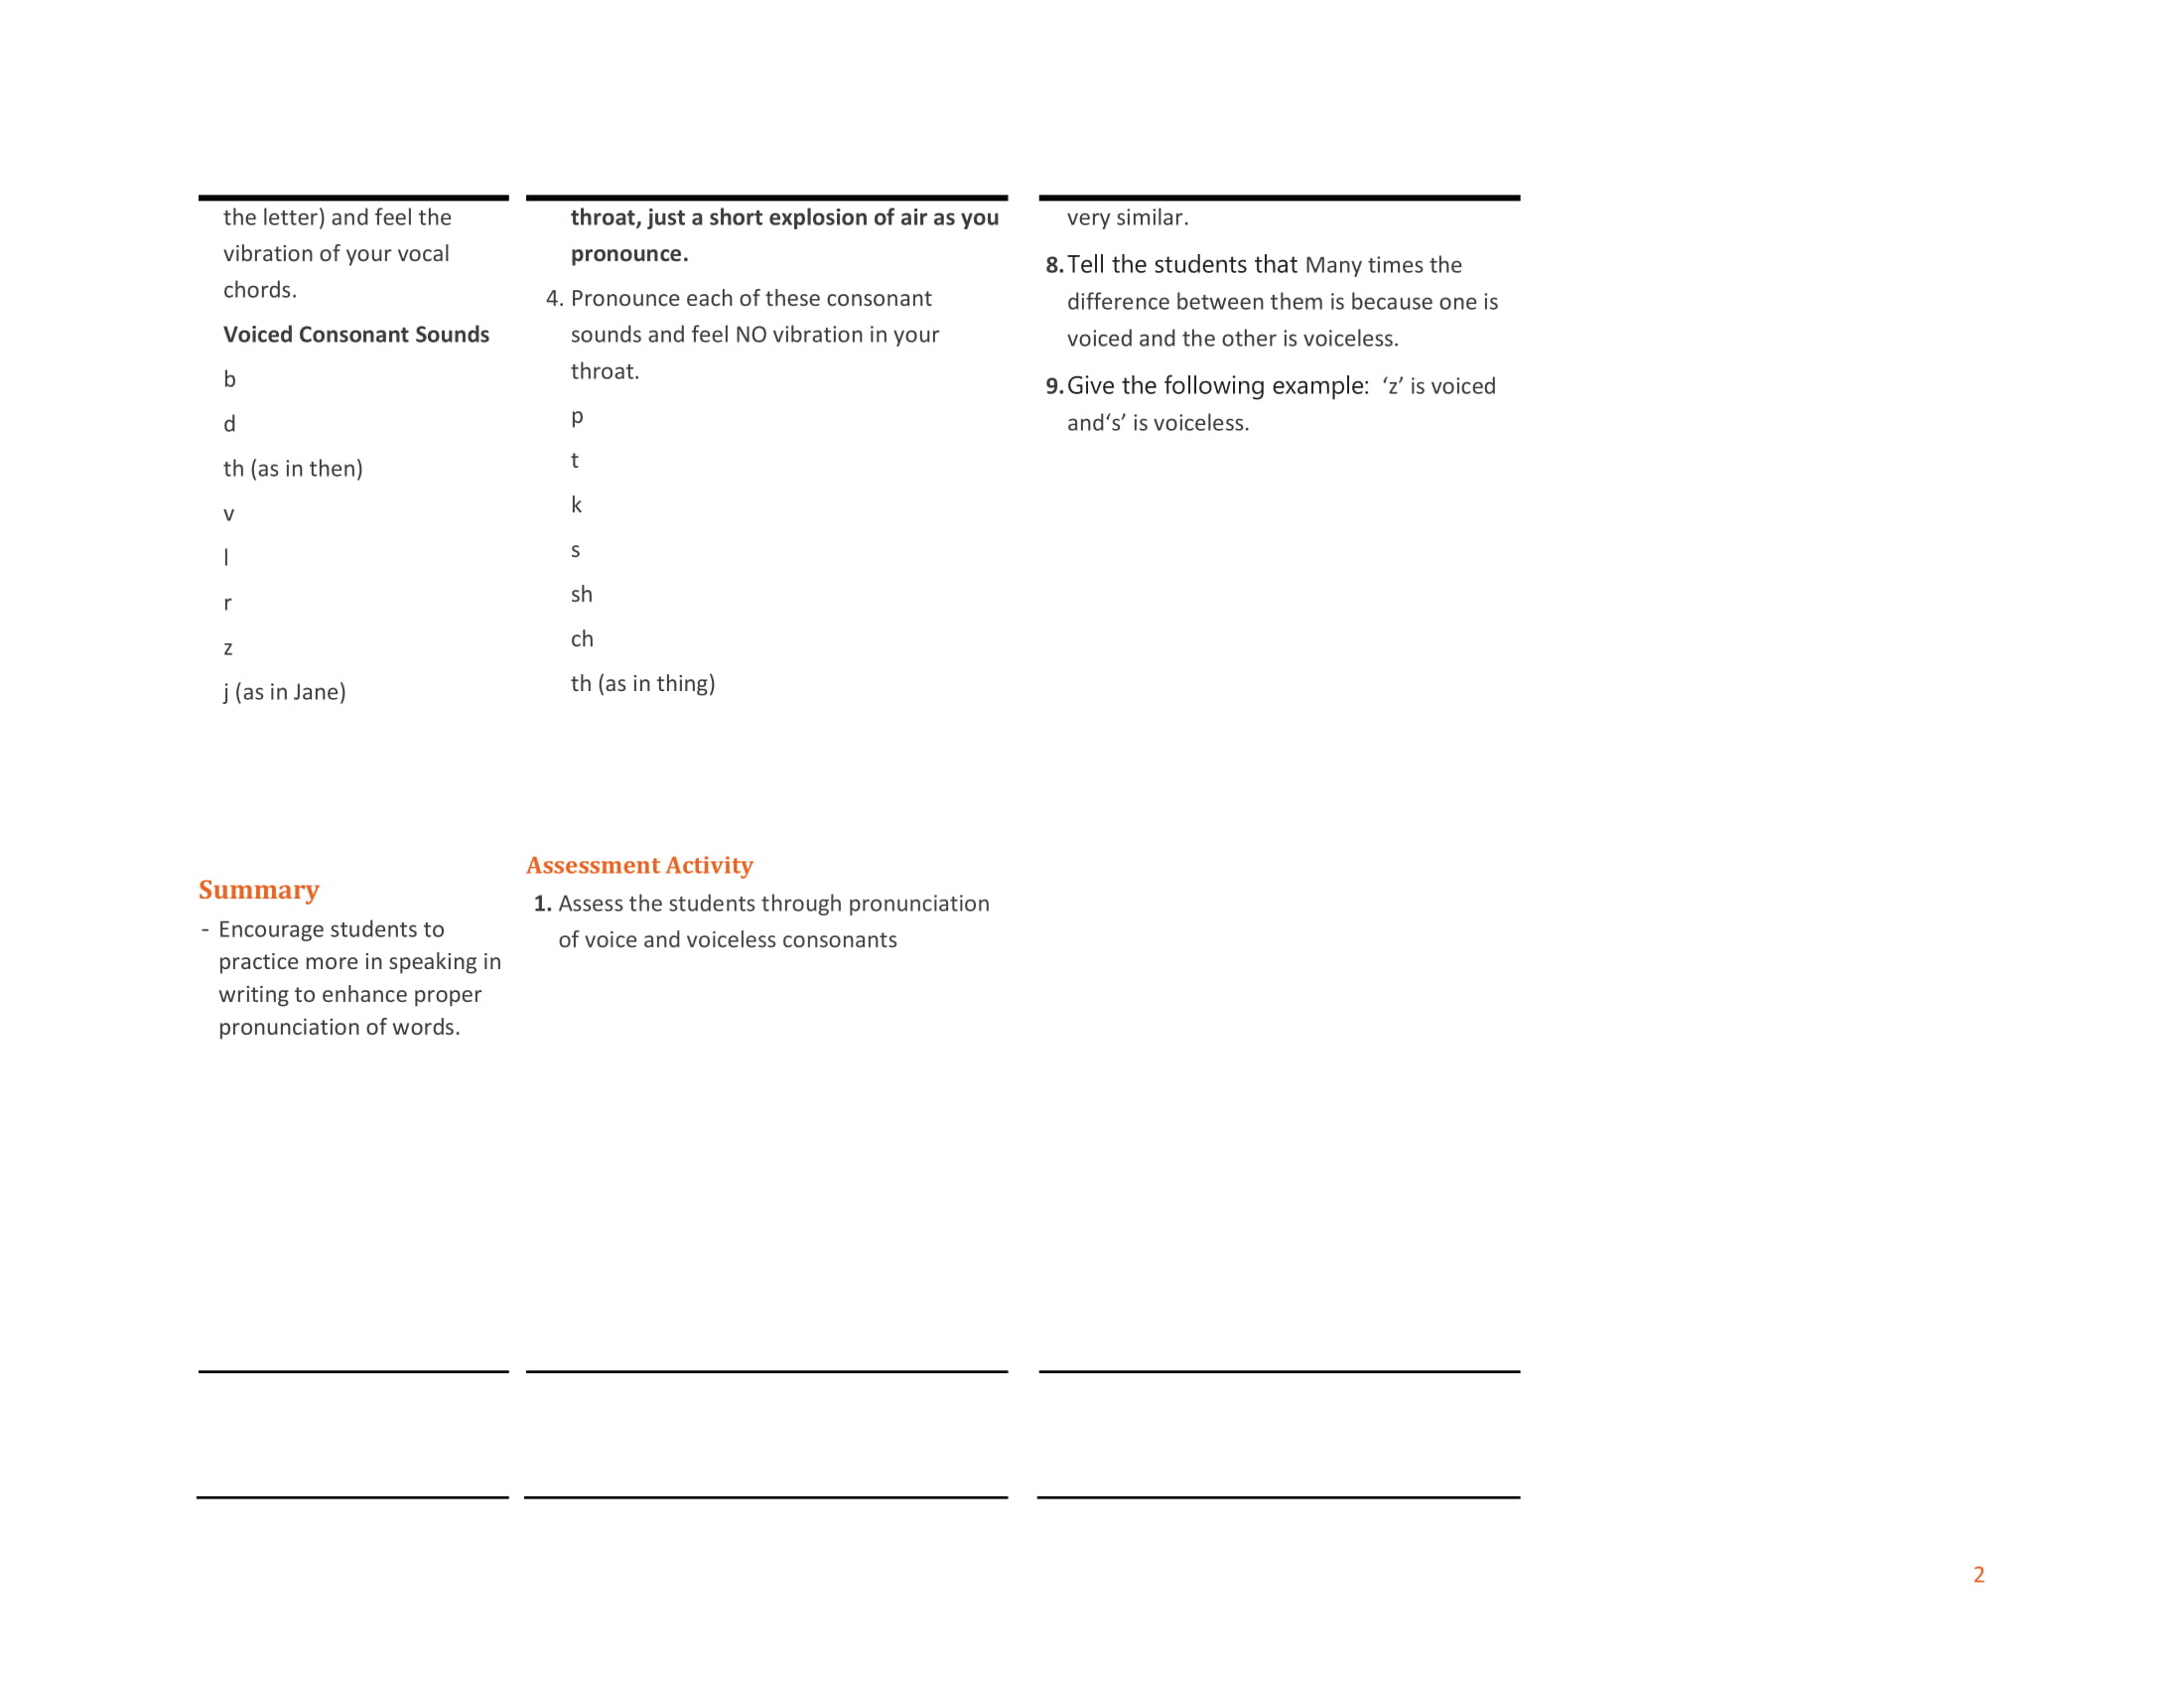 the letter) and feel the
vibration of your vocal
chords.
Voiced Consonant Sounds
b
d
th (as in then)
v
l
r
z
j (as in Jane)
Summary
- Encourage students to
practice more in speaking in
writing to enhance proper
pronunciation of words.
throat, just a short explosion of air as you
pronounce.
4. Pronounce each of these consonant
sounds and feel NO vibration in your
throat.
p
t
k
s
sh
ch
th (as in thing)
Assessment Activity
1. Assess the students through pronunciation
of voice and voiceless consonants
very similar.
8. Tell the students that Many times the
difference between them is because one is
voiced and the other is voiceless.
9. Give the following example:  ‘z’ is voiced
and‘s’ is voiceless.
2